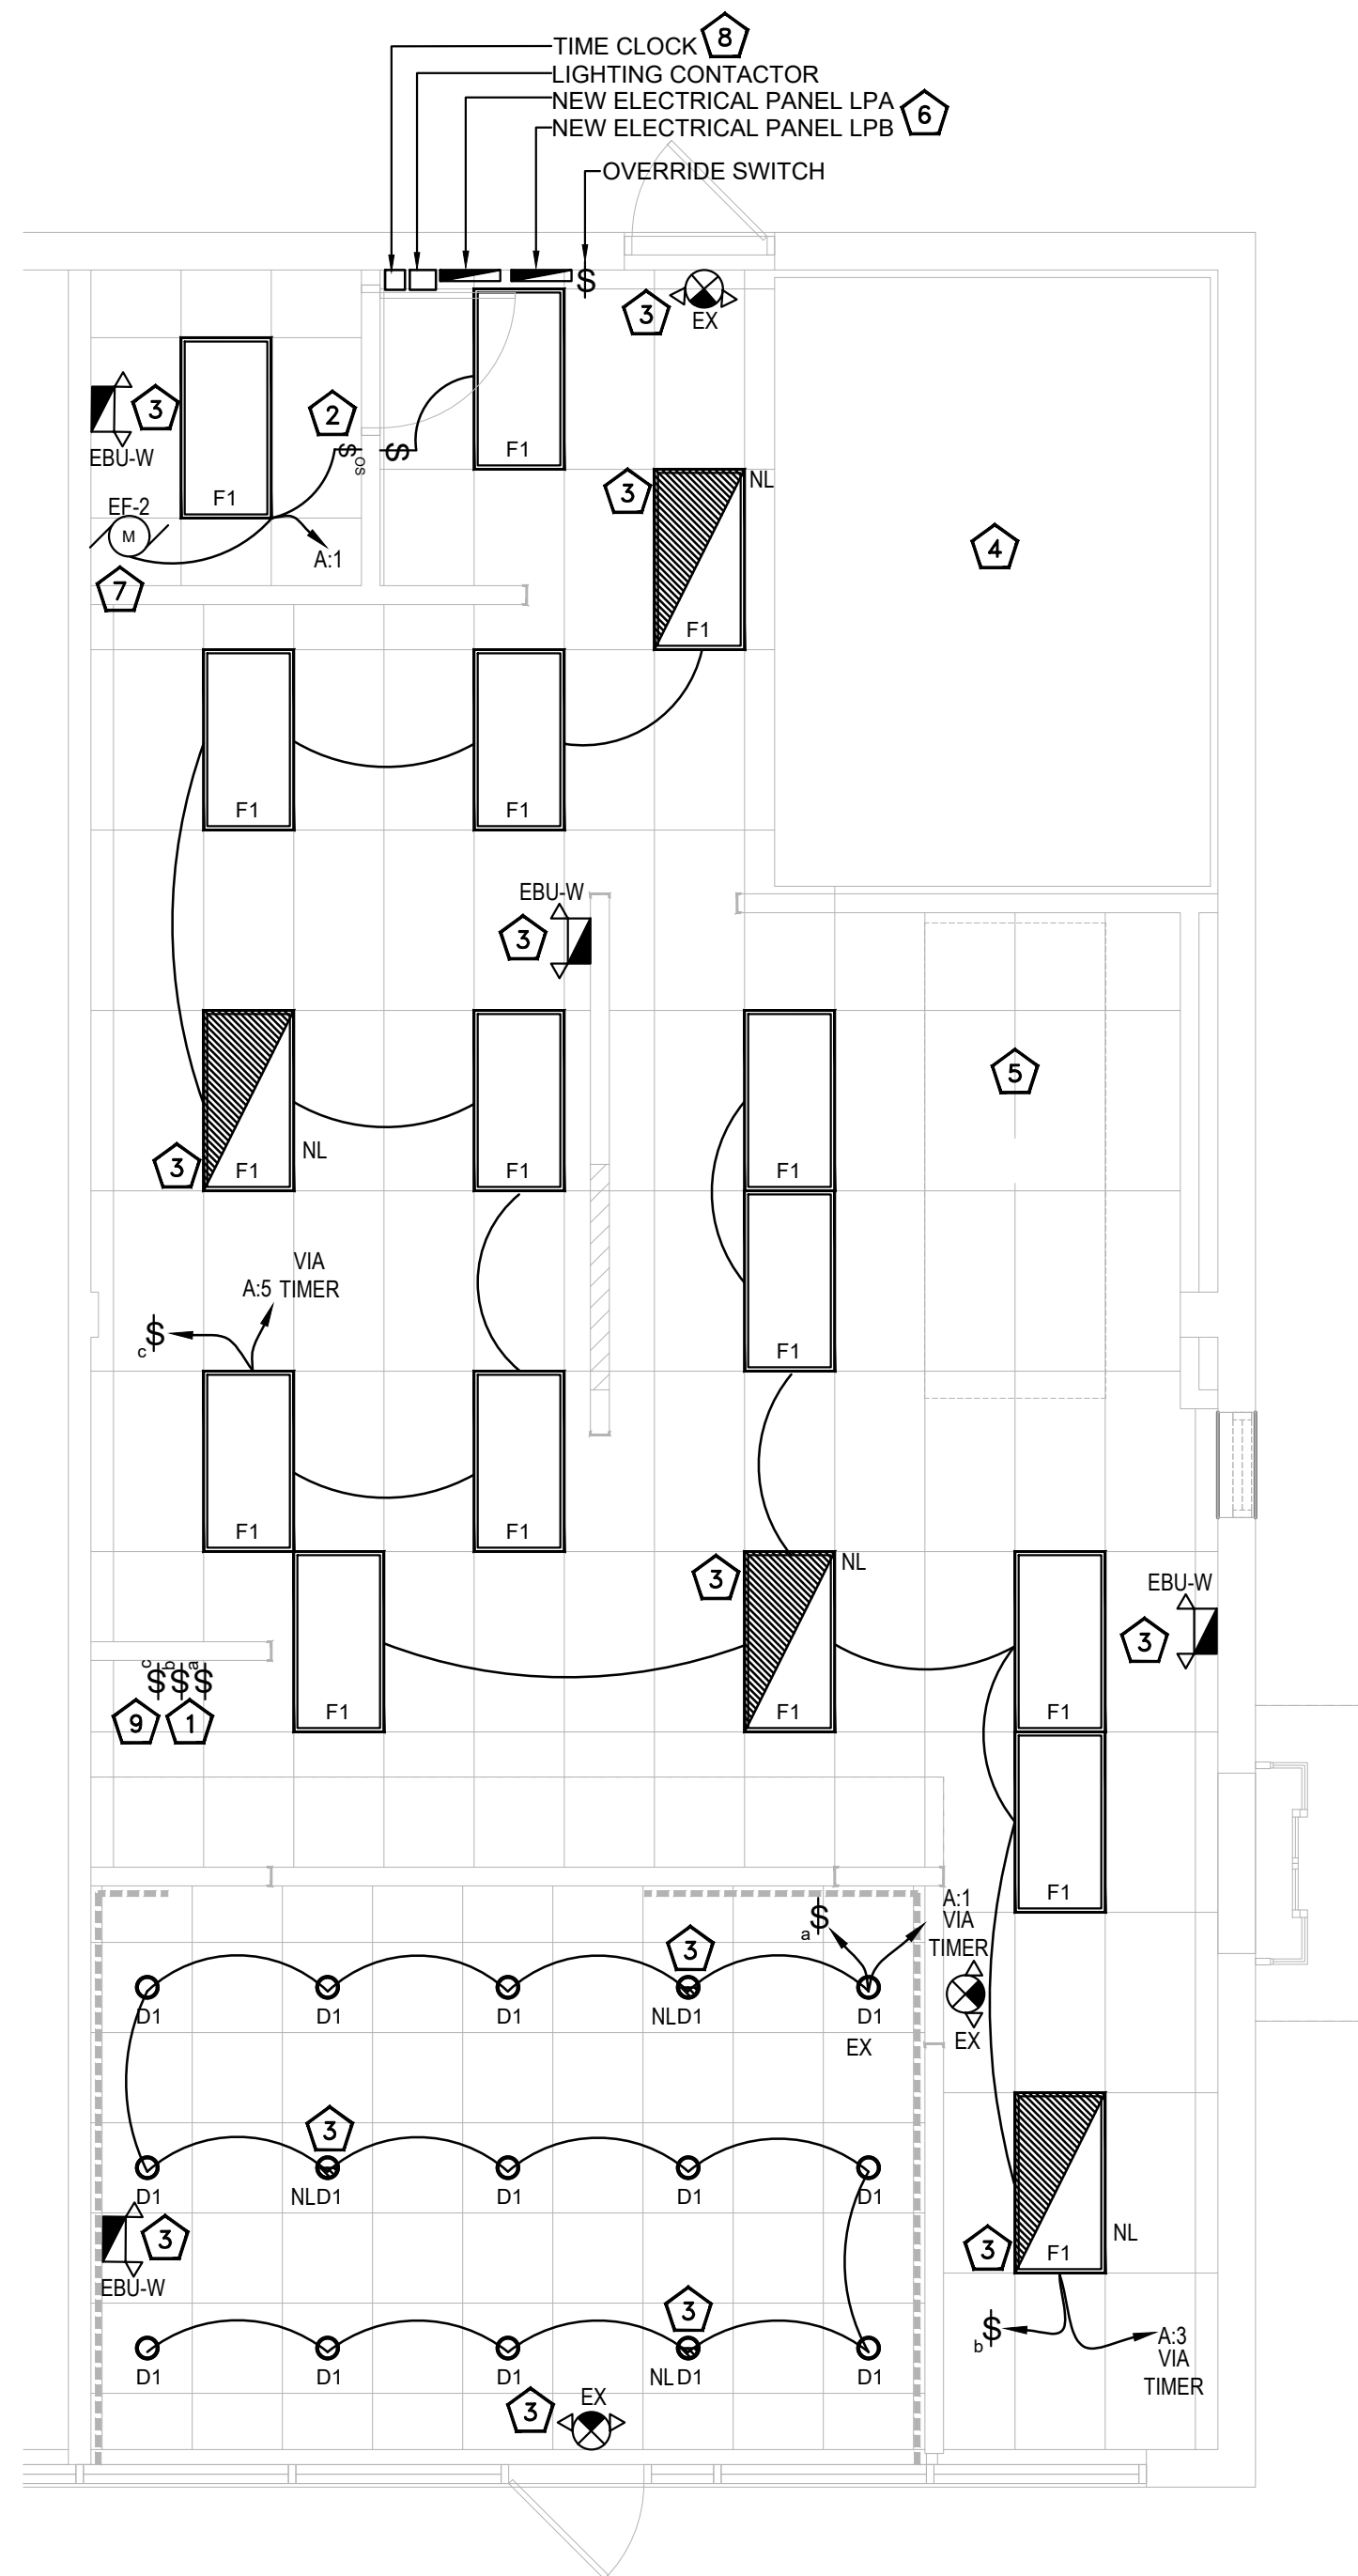 TIME CLOCK 8
LIGHTING CONTACTOR
NEW ELECTRICAL PANEL LPA
NEW ELECTRICAL PANEL LPB 6
OVERRIDE SWITCH
$
3
EX
3
EBU-W
2
$
OS
$
F1
F1
EF-2
M
A:1
7
3
NL
F1
4
F1
F1
EBU-W
3
5
3
F1
NL
F1
F1
VIA
A:5 TIMER
c
$
F1
F1
F1
3
NL
EBU-W
3
c
$
b
$
a
$
9
1
F1
F1
F1
F1
A:1
VIA
TIMER
a
$
3
D1
D1
D1
NL D1
D1
EX
EX
3
D1
NL D1
D1
D1
D1
3
EBU-W
3
F1
NL
3
D1
D1
D1
NL D1
D1
b
$
A:3
VIA
TIMER
3
EX